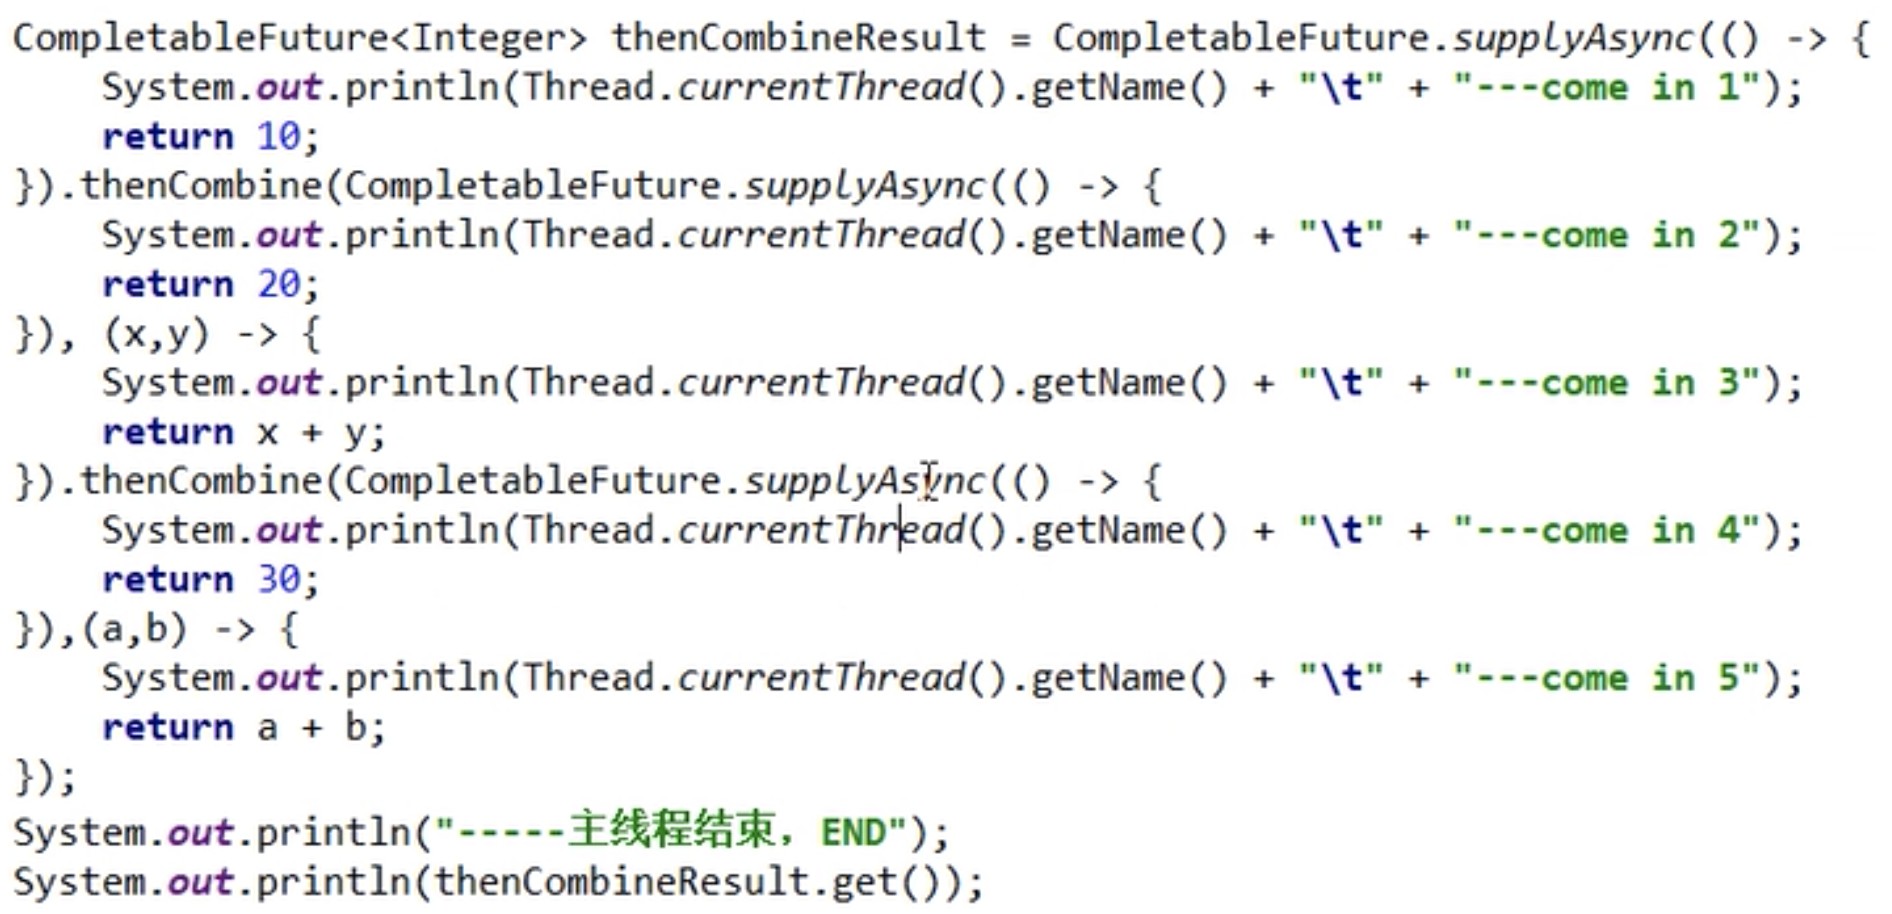 CompletableFuture<Integer> thenCombineResult = CompletableFuture.supplyAsync(() -> {
    System.out.println(Thread.currentThread().getName() + "\t" + "---come in 1");
    return 10;
}).thenCombine(CompletableFuture.supplyAsync(() -> {
    System.out.println(Thread.currentThread().getName() + "\t" + "---come in 2");
    return 20;
}), (x,y) -> {
    System.out.println(Thread.currentThread().getName() + "\t" + "---come in 3");
    return x + y;
}).thenCombine(CompletableFuture.supplyAsync(() -> {
    System.out.println(Thread.currentThread().getName() + "\t" + "---come in 4");
    return 30;
}),(a,b) -> {
    System.out.println(Thread.currentThread().getName() + "\t" + "---come in 5");
    return a + b;
});
System.out.println("-----主线程结束，END");
System.out.println(thenCombineResult.get());